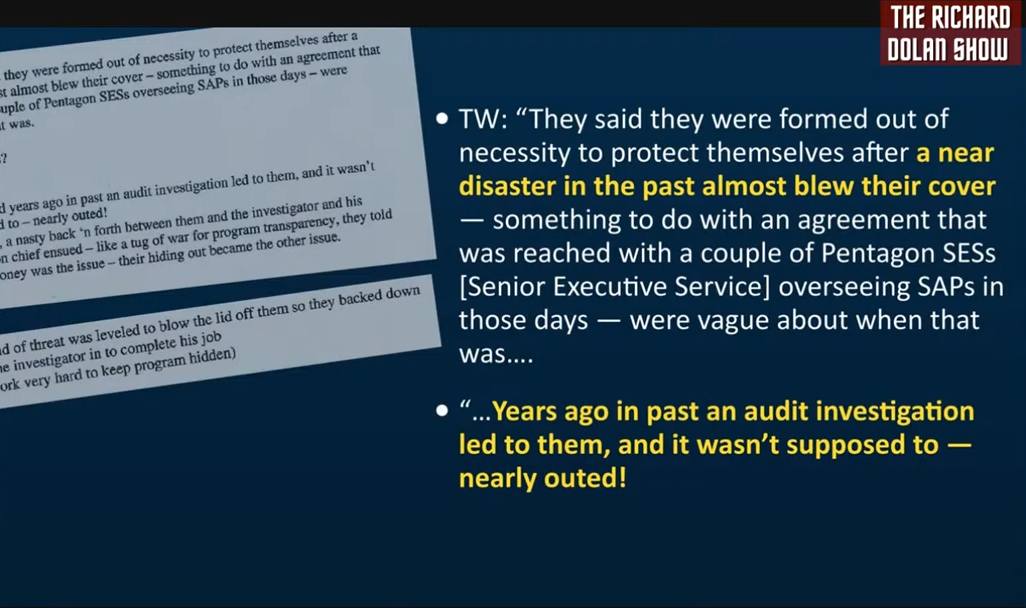 THE RICHARD
DOLAN SHOW
they were formed out of necessity to protect themselves after a
st almost blew their cover – something to do with an agreement that
uple of Pentagon SESs overseeing SAPs in those days – were
t was.
?
d years ago in past an audit investigation led to them, and it wasn't
d to – nearly outed!
, a nasty back 'n forth between them and the investigator and his
n chief ensued – like a tug of war for program transparency, they told
oney was the issue – their hiding out became the other issue.
d of threat was leveled to blow the lid off them so they backed down
e investigator in to complete his job
ork very hard to keep program hidden)
• TW: “They said they were formed out of
necessity to protect themselves after a near
disaster in the past almost blew their cover
— something to do with an agreement that
was reached with a couple of Pentagon SESs
[Senior Executive Service] overseeing SAPs in
those days — were vague about when that
was....
• “...Years ago in past an audit investigation
led to them, and it wasn’t supposed to —
nearly outed!